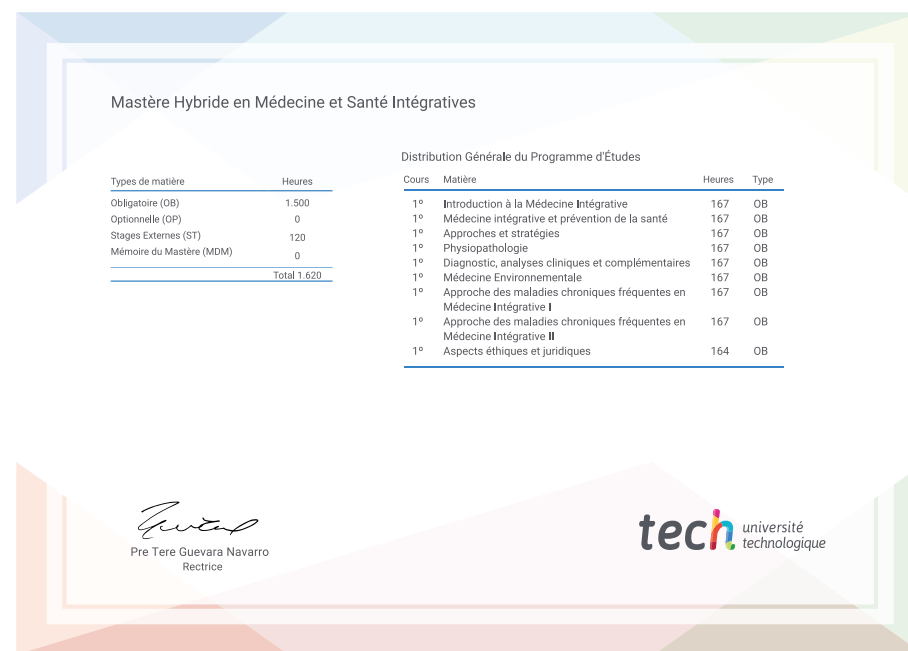 Mastère Hybride en Médecine et Santé Intégratives
Types de matière Heures
Obligatoire (OB) 1.500
Optionnelle (OP) 0
Stages Externes (ST) 120
Mémoire du Mastère (MDM) 0
Total 1.620
Distribution Générale du Programme d'Études
Cours Matière Heures Type
1º Introduction à la Médecine Intégrative 167 OB
1º Médecine intégrative et prévention de la santé 167 OB
1º Approches et stratégies 167 OB
1º Physiopathologie 167 OB
1º Diagnostic, analyses cliniques et complémentaires 167 OB
1º Médecine Environnementale 167 OB
1º Approche des maladies chroniques fréquentes en 167 OB
Médecine Intégrative I
1º Approche des maladies chroniques fréquentes en 167 OB
Médecine Intégrative II
1º Aspects éthiques et juridiques 164 OB
Pre Tere Guevara Navarro
Rectrice
tech université
technologique